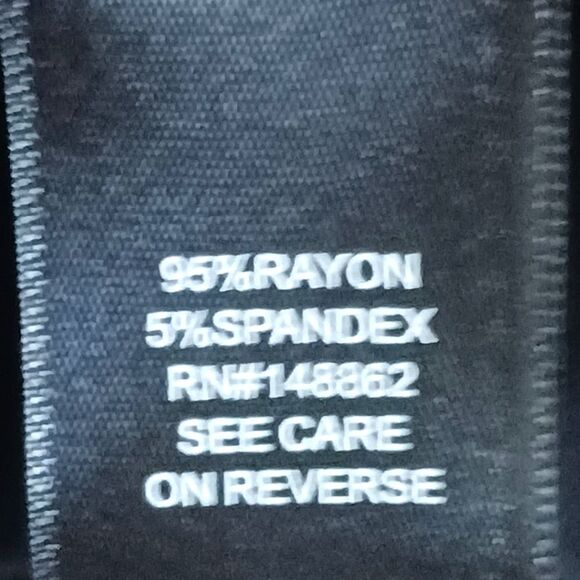 95%RAYON
5%SPANDEX
RN#148862
SEE CARE
ON REVERSE